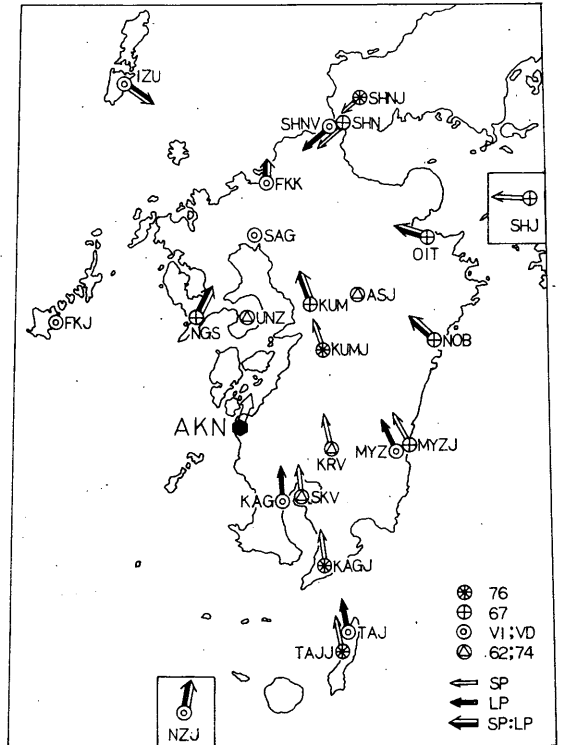 IZU
SHNJ
SHNV
SHN
FKK
SHJ
SAG
OIT
KUM
ASJ
FKJ
NGS
UNZ
KUMJ
NOB
AKN
KRV
MYZ
MYZJ
KAG
SKV
KAGJ
TAJ
TAJJ
NZJ
76
67
VI;VD
62;74
SP
LP
SP:LP